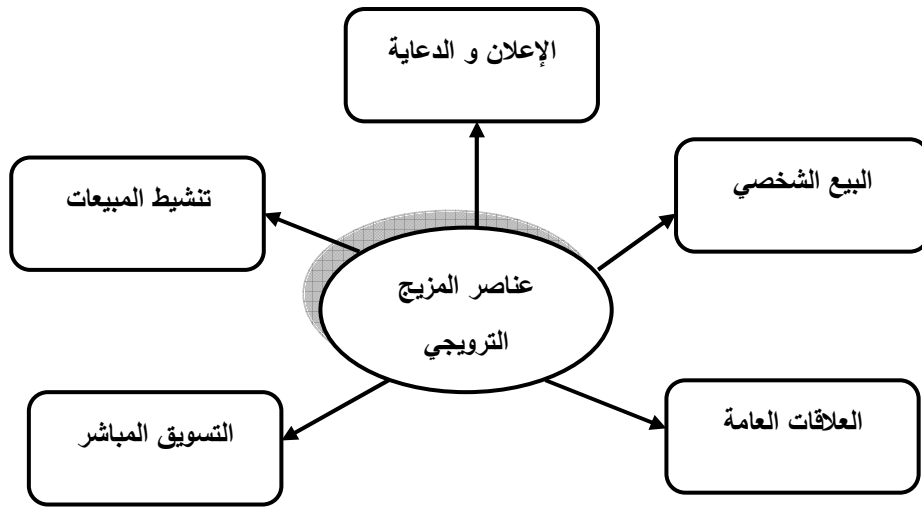 الإعلان و الدعاية
البيع الشخصي
تنشيط المبيعات
عناصر المزيج
الترويجي
العلاقات العامة
التسويق المباشر